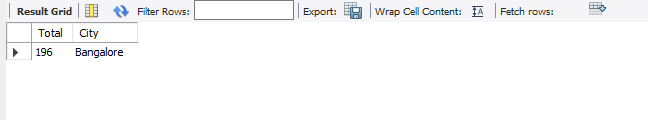 Result Grid Filter Rows: Export: Wrap Cell Content: Fetch rows:
Total City
196 Bangalore